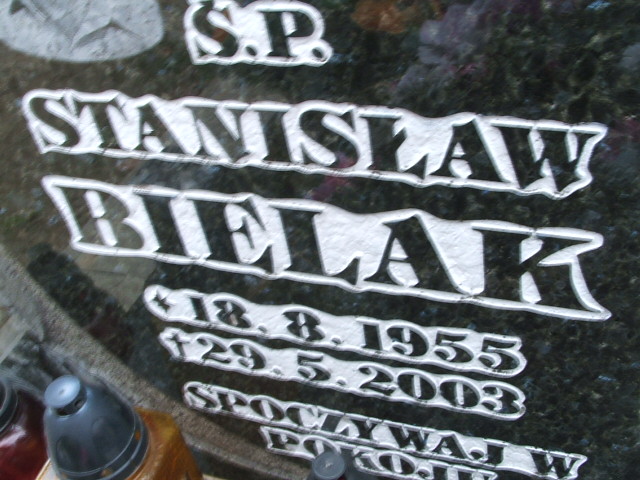 Ś.P.
STANISŁAW
BIELAK
* 18. 8. 1955
† 29. 5. 2003
SPOCZYWAJ W
POKOJU